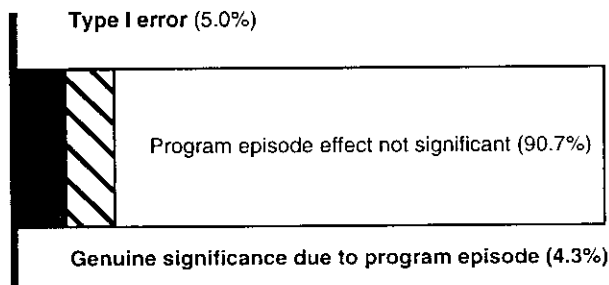 Type I error (5.0%)
Program episode effect not significant (90.7%)
Genuine significance due to program episode (4.3%)